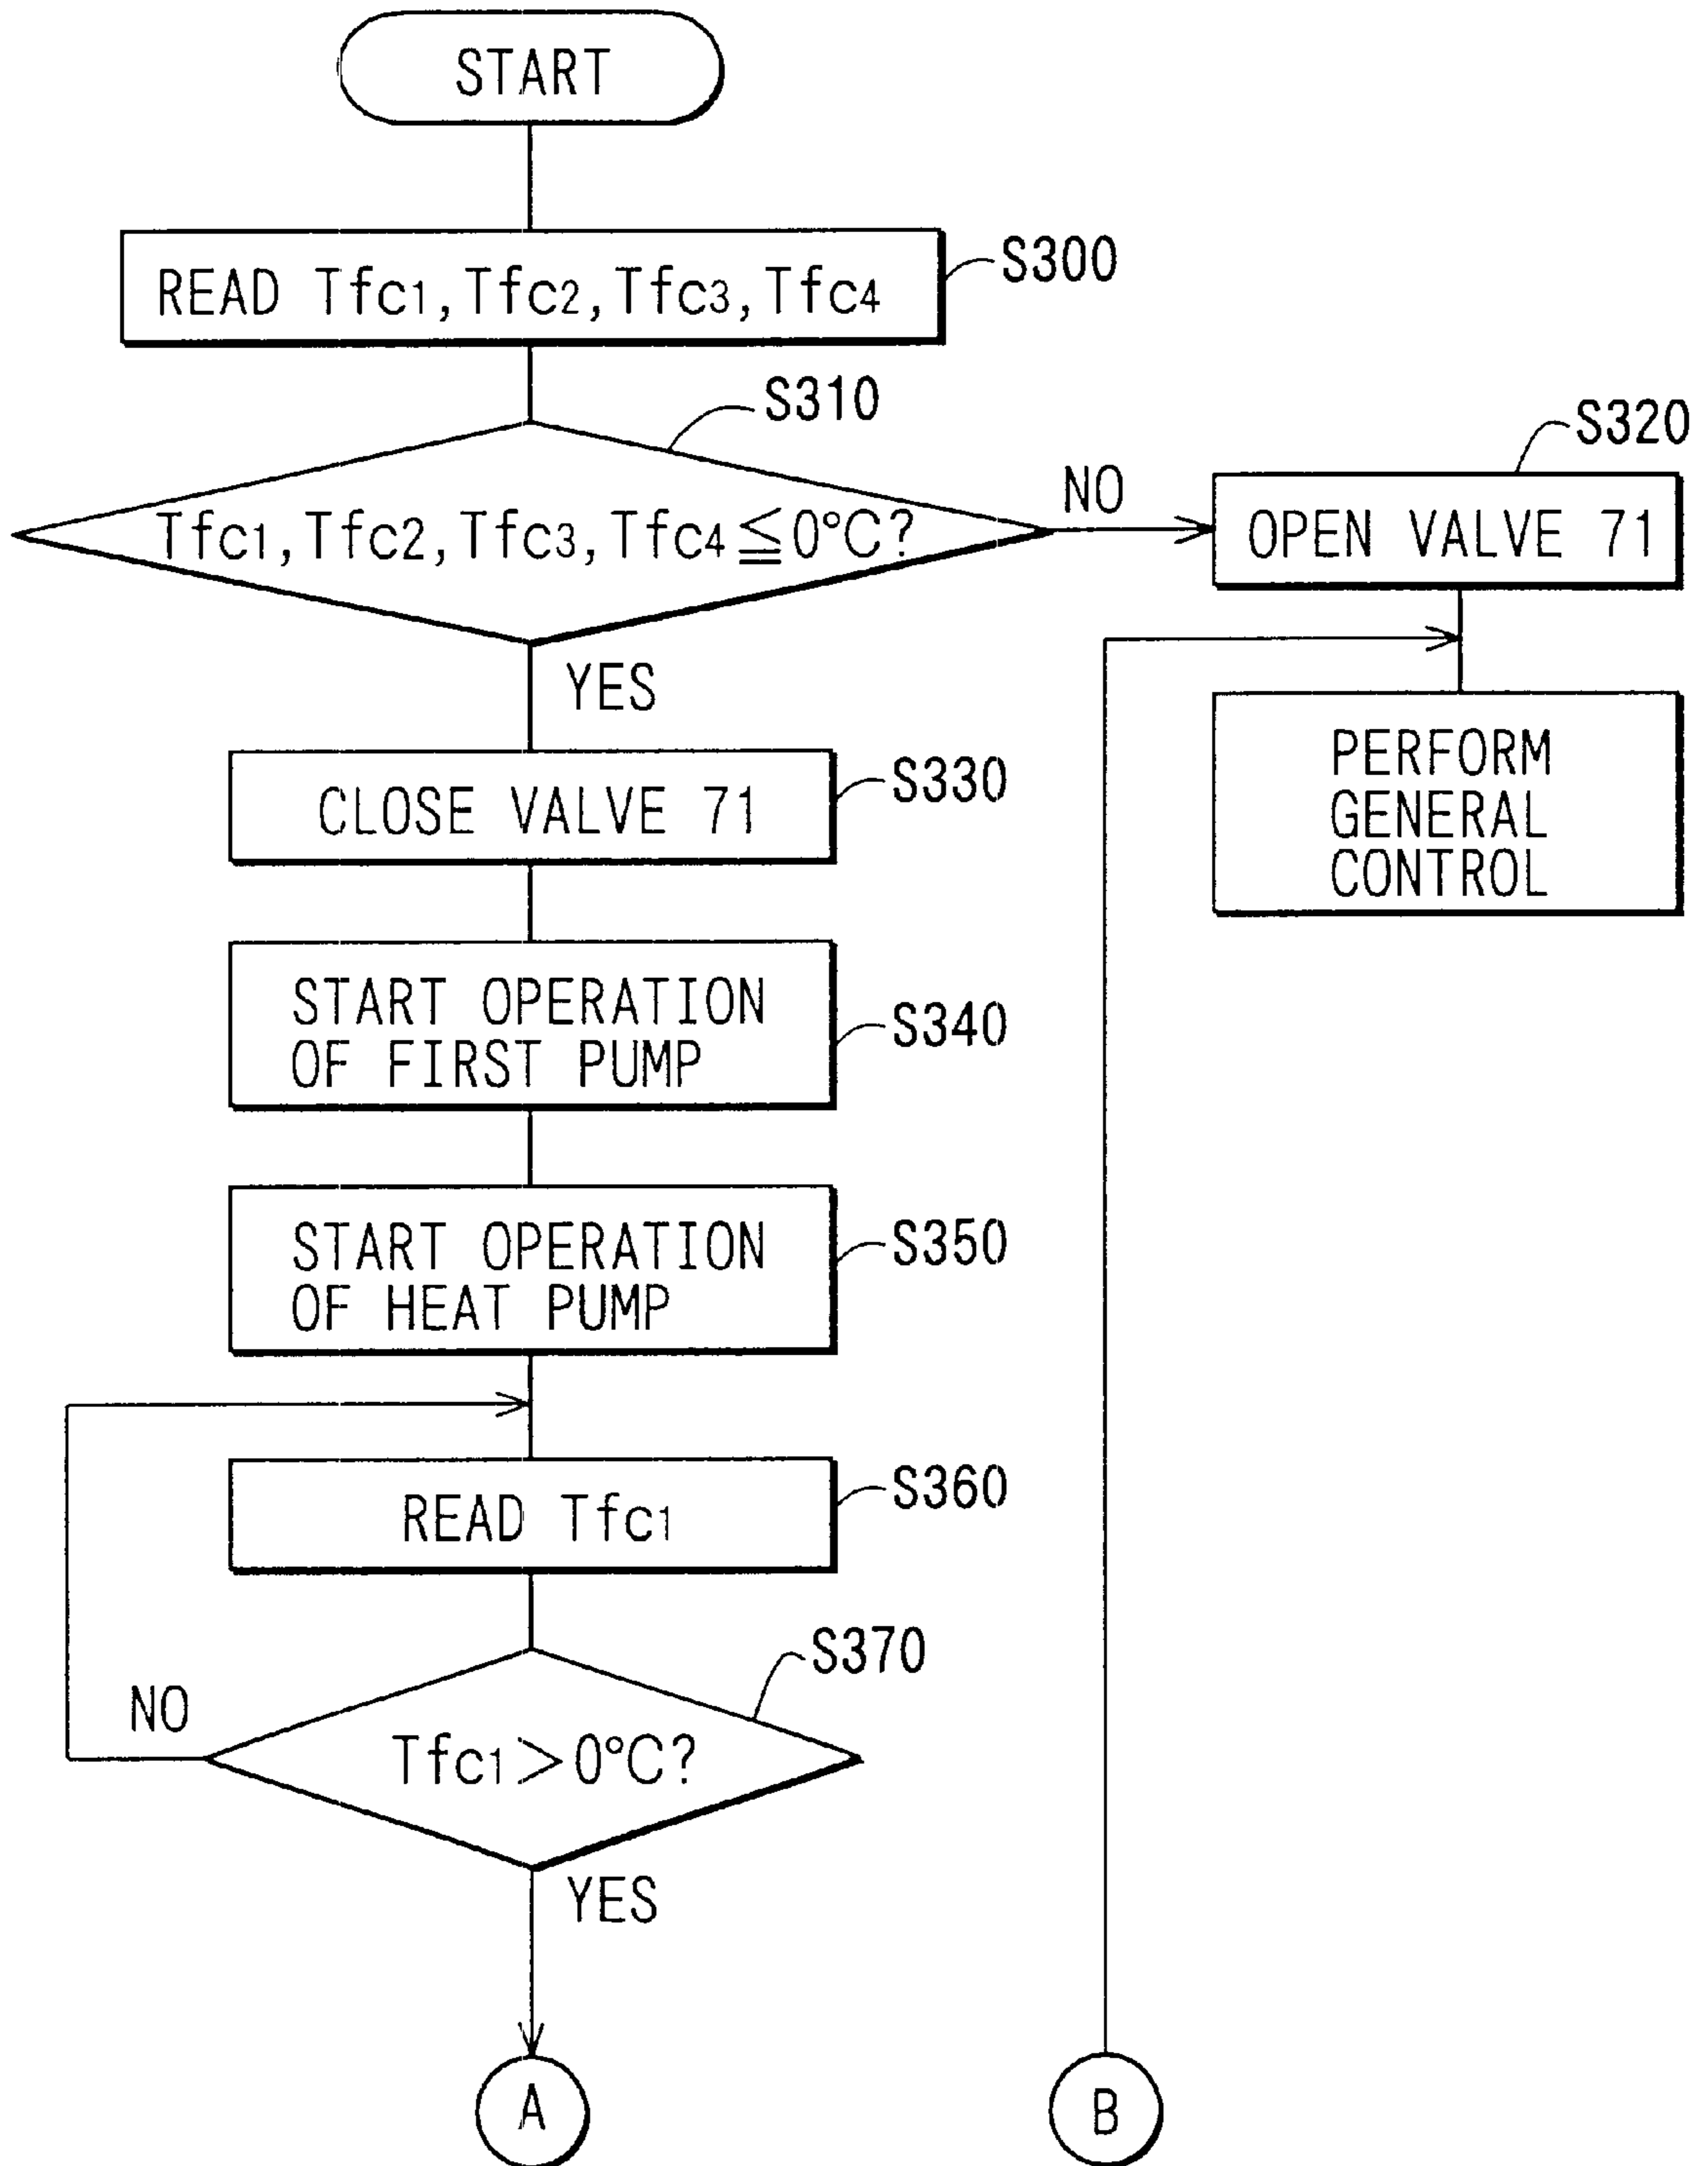 START
READ Tfc1, Tfc2, Tfc3, Tfc4
S300
S310
Tfc1, Tfc2, Tfc3, Tfc4≦0°C?
NO
S320
OPEN VALVE 71
YES
PERFORM
GENERAL
CONTROL
CLOSE VALVE 71
S330
START OPERATION
OF FIRST PUMP
S340
START OPERATION
OF HEAT PUMP
S350
READ Tfc1
S360
S370
NO
Tfc1>0°C?
YES
A
B